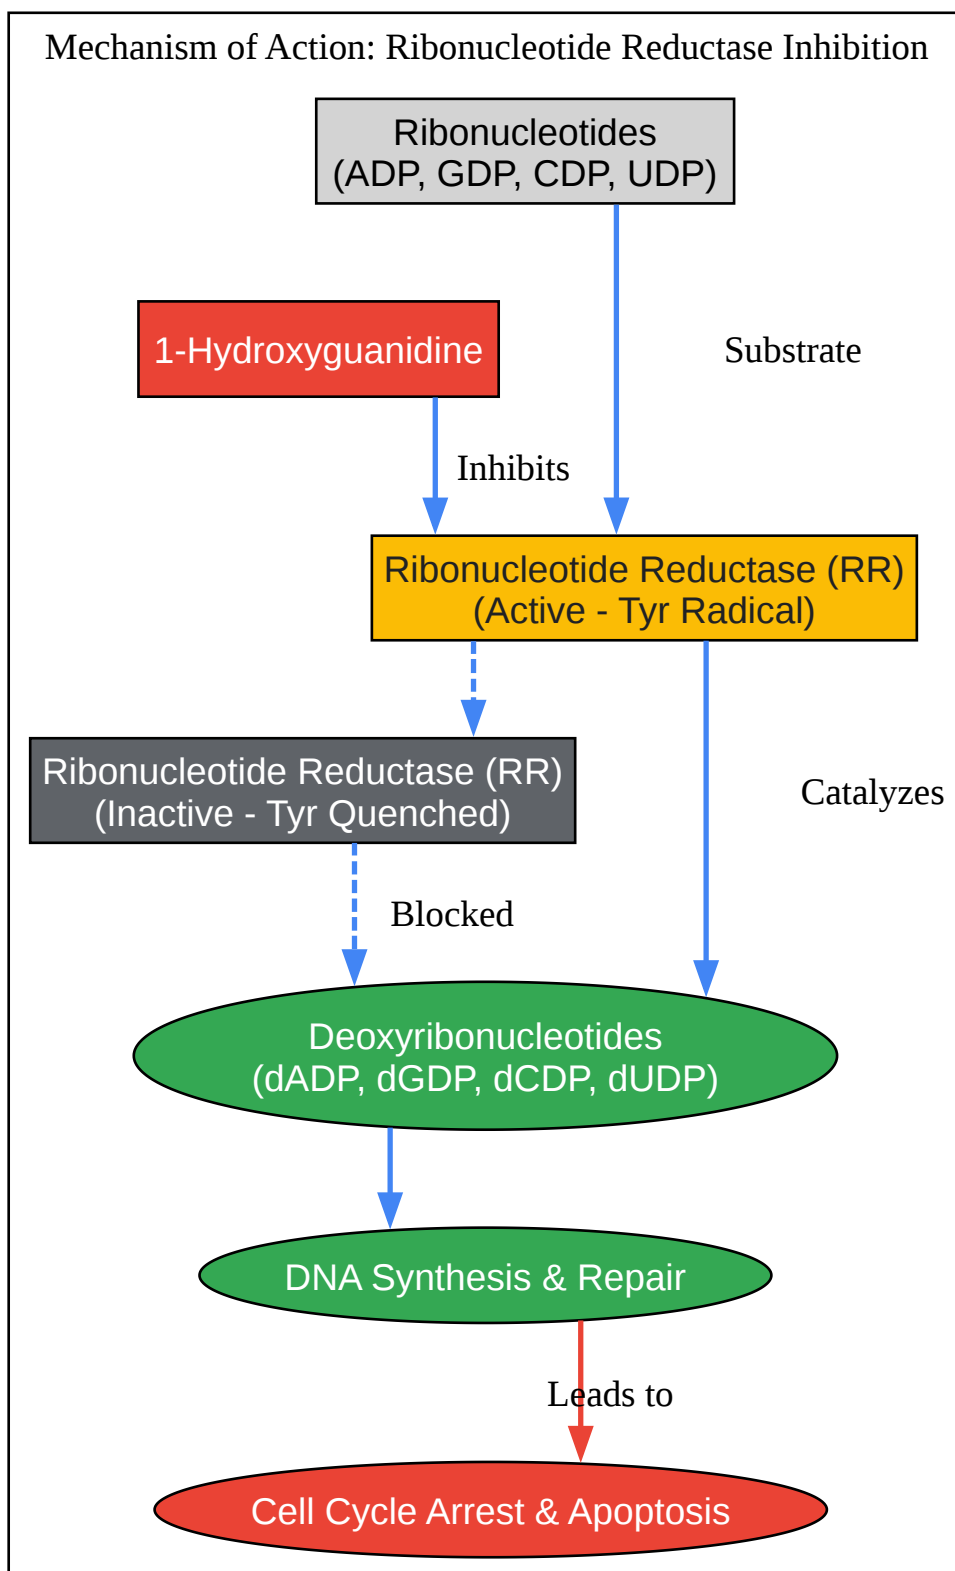 Mechanism of Action: Ribonucleotide Reductase Inhibition
Ribonucleotides
(ADP, GDP, CDP, UDP)
1-Hydroxyguanidine
Substrate
Inhibits
Ribonucleotide Reductase (RR)
(Active - Tyr Radical)
Ribonucleotide Reductase (RR)
(Inactive - Tyr Quenched)
Catalyzes
Blocked
Deoxyribonucleotides
(dADP, dGDP, dCDP, dUDP)
DNA Synthesis & Repair
Leads to
Cell Cycle Arrest & Apoptosis